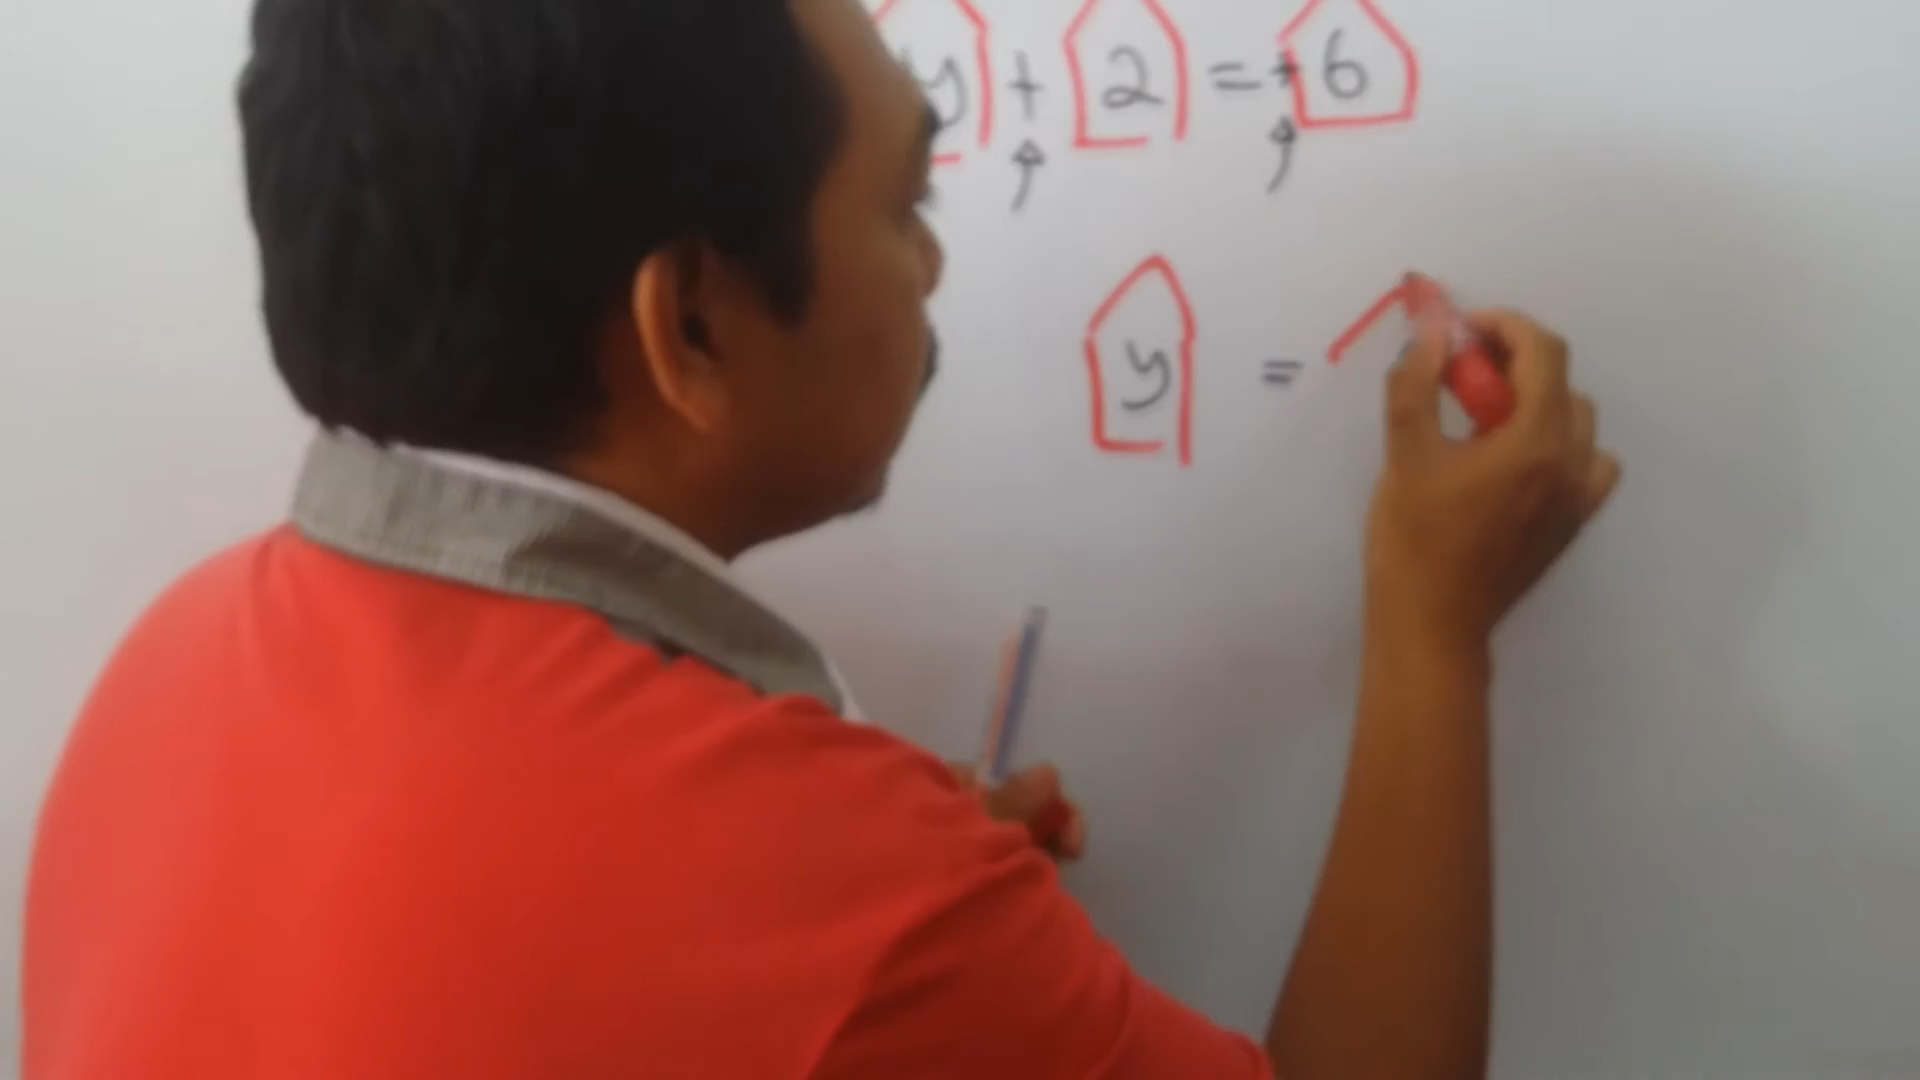 y + 2 = + 6
y =